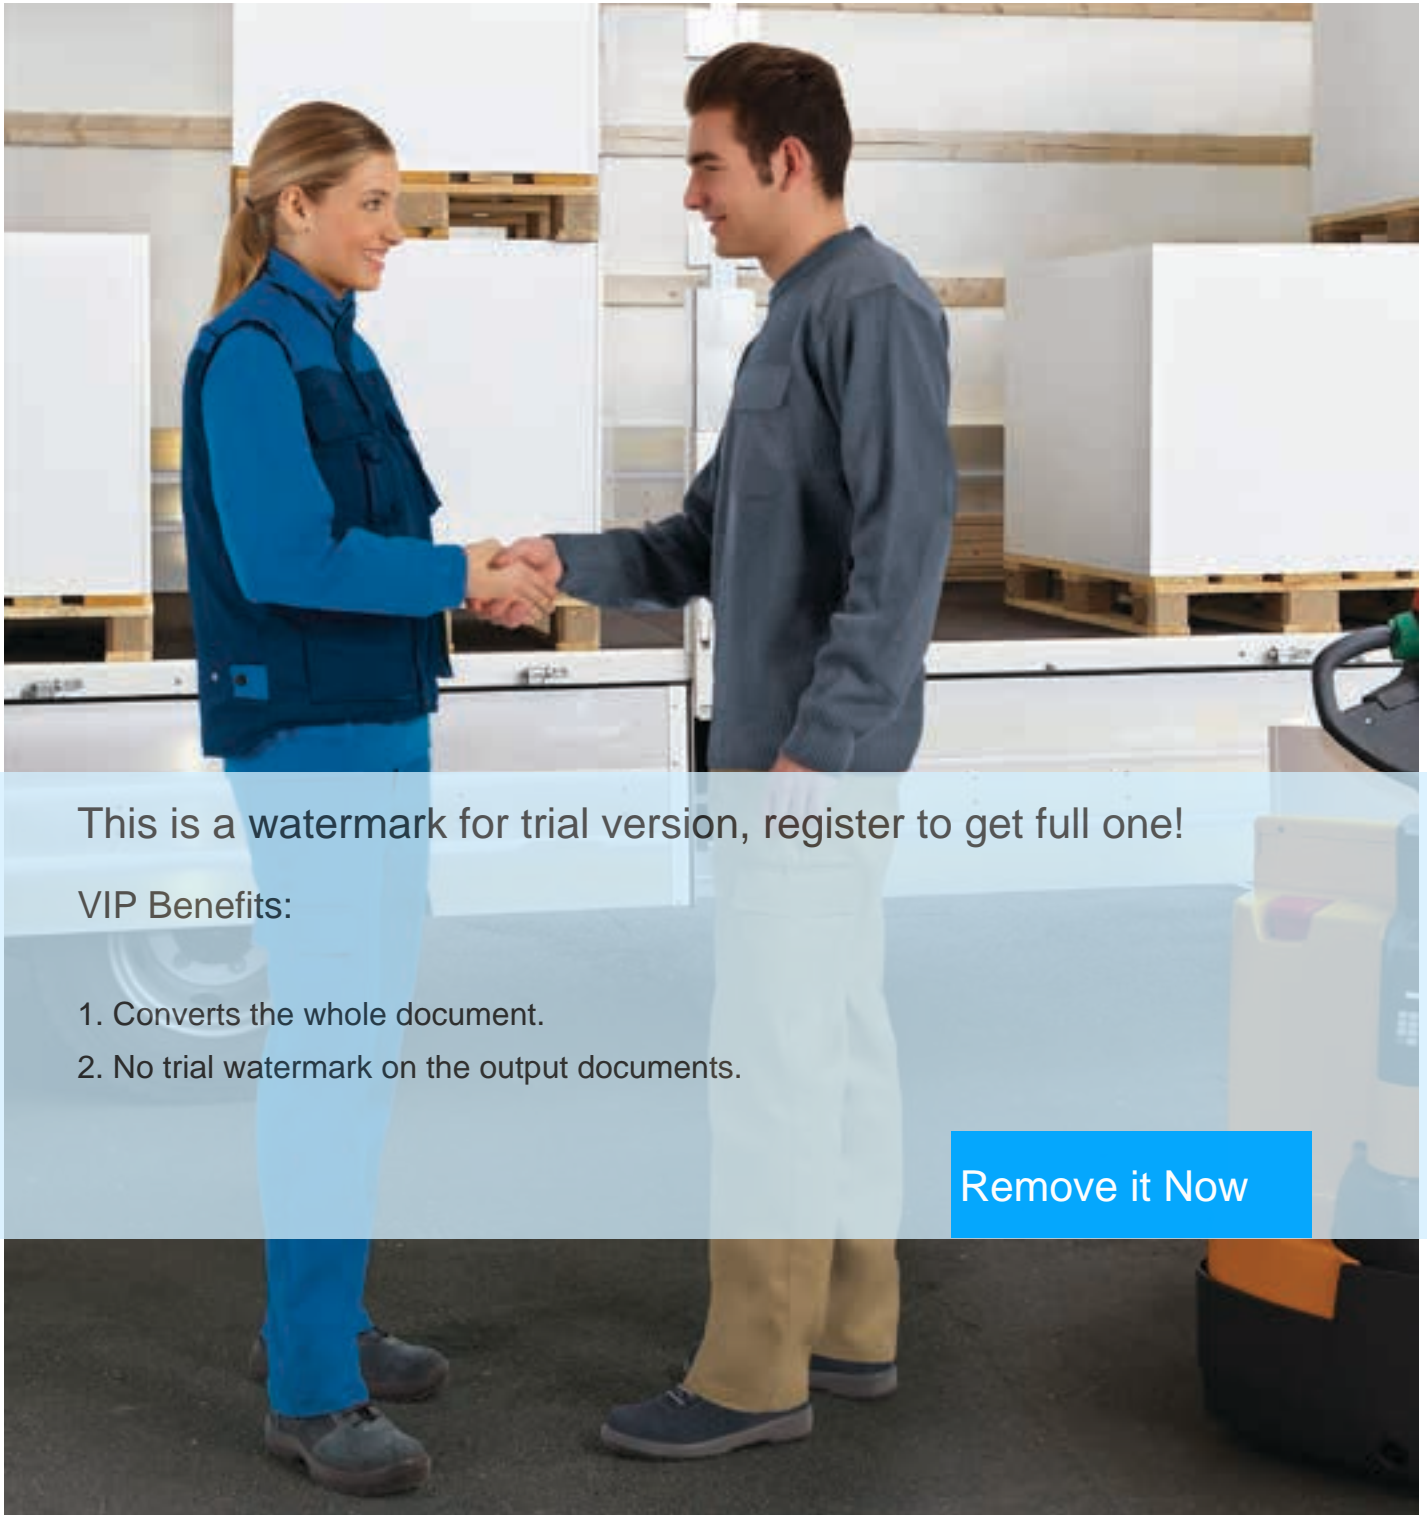 This is a watermark for trial version, register to get full one!
VIP Benefits:
1. Converts the whole document.
2. No trial watermark on the output documents.
Remove it Now